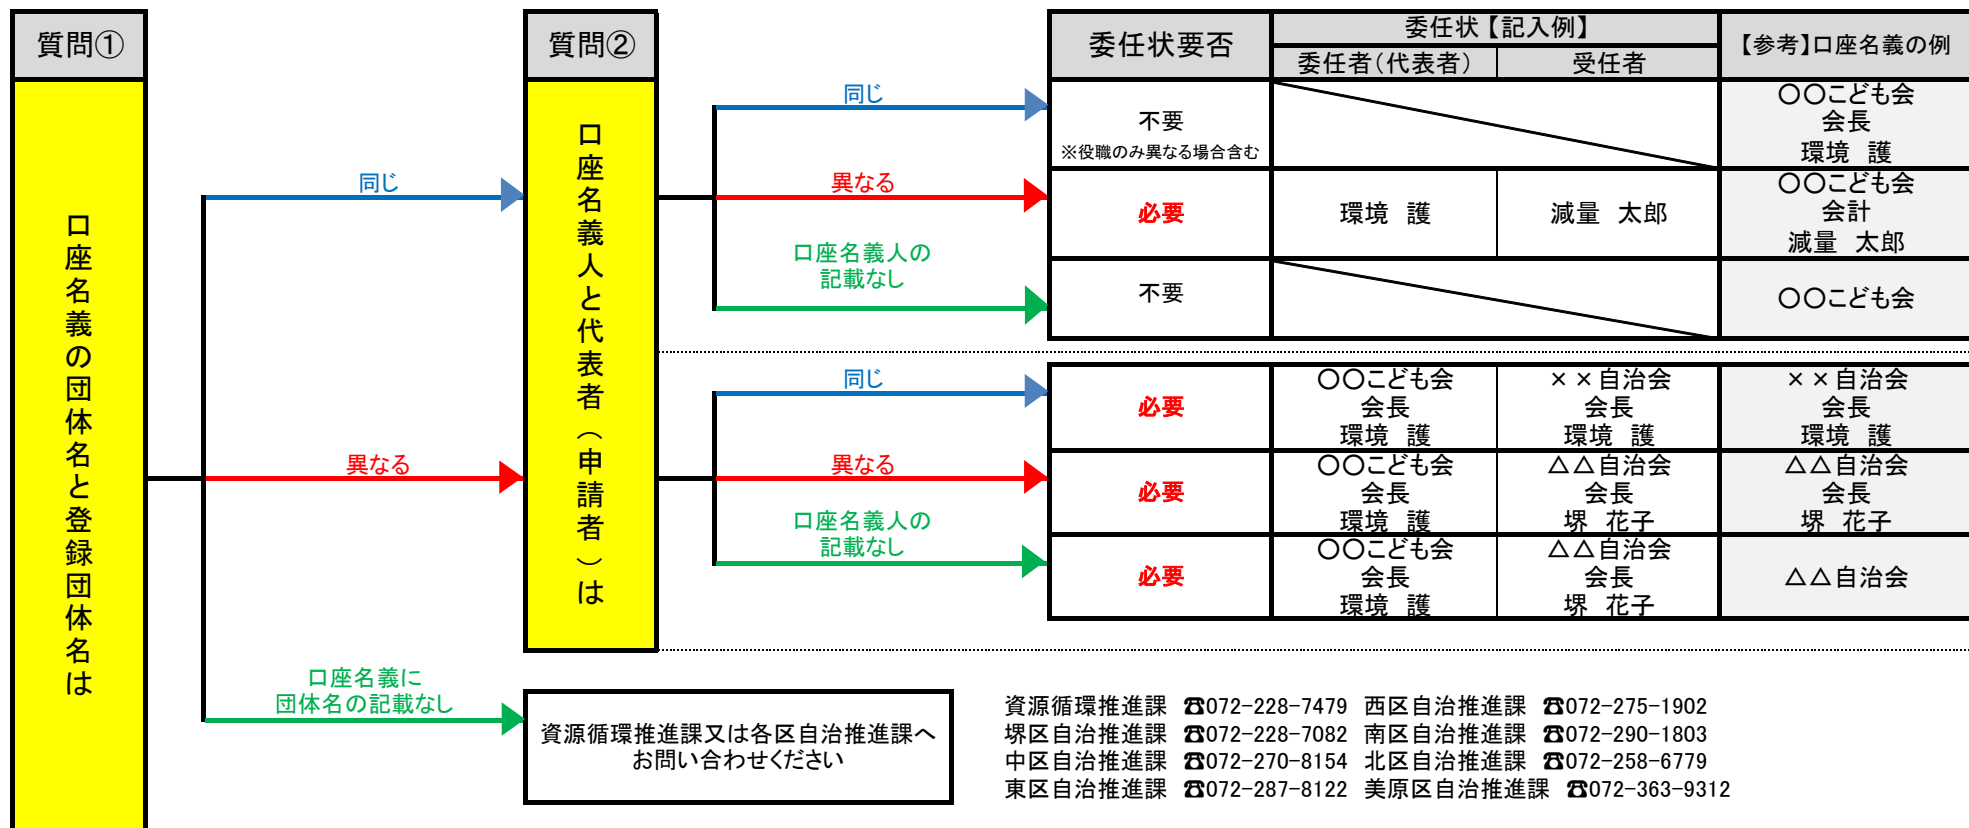 質問①
口座名義の団体名と登録団体名は
同じ
異なる
口座名義に
団体名の記載なし
質問②
口座名義人と代表者（申請者）は
同じ
異なる
口座名義人の
記載なし
同じ
異なる
口座名義人の
記載なし
委任状要否
委任状【記入例】
【参考】口座名義の例
委任者（代表者）
受任者
不要
※役職のみ異なる場合含む
〇〇こども会
会長
環境　護
必要
環境　護
減量　太郎
〇〇こども会
会計
減量　太郎
不要
〇〇こども会
必要
〇〇こども会
会長
環境　護
××自治会
会長
環境　護
××自治会
会長
環境　護
必要
〇〇こども会
会長
環境　護
△△自治会
会長
堺　花子
△△自治会
会長
堺　花子
必要
〇〇こども会
会長
環境　護
△△自治会
会長
堺　花子
△△自治会
資源循環推進課又は各区自治推進課へ
お問い合わせください
資源循環推進課　☎072-228-7479　西区自治推進課　☎072-275-1902
堺区自治推進課　☎072-228-7082　南区自治推進課　☎072-290-1803
中区自治推進課　☎072-270-8154　北区自治推進課　☎072-258-6779
東区自治推進課　☎072-287-8122　美原区自治推進課　☎072-363-9312